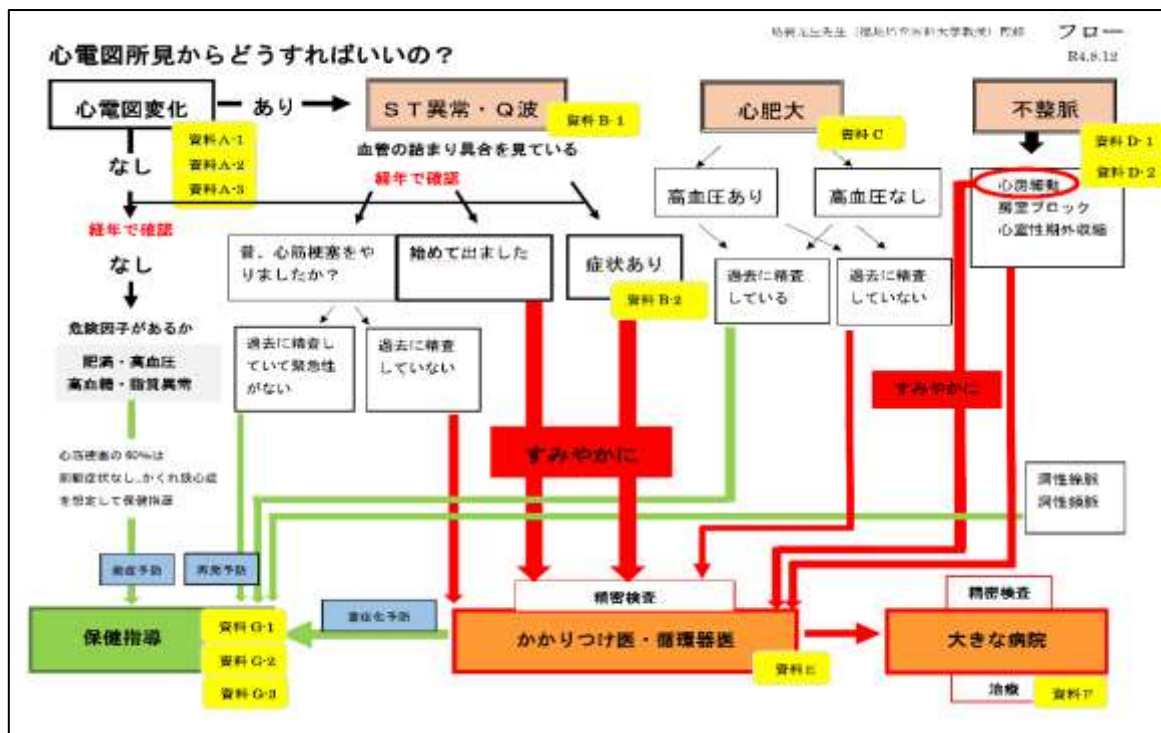 フロー
R4.8.12
心電図所見からどうすればいいの？
心電図変化
あり
ST異常・Q波
心肥大
不整脈
資料A-1
資料A-2
資料A-3
資料B-1
資料C
資料D-1
資料D-2
なし
血管の詰まり具合を見ている
経年で確認
経年で確認
なし
高血圧あり
高血圧なし
心房細動
房室ブロック
心室性期外収縮
昔、心筋梗塞をや
りましたか？
始めて出ました
症状あり
資料B-2
過去に精査
している
過去に精査
していない
危険因子があるか
肥満・高血圧
高血糖・脂質異常
過去に精査し
ていて緊急性
がない
過去に精査
していない
すみやかに
すみやかに
心筋梗塞の60%は
前駆症状なし、かくれ狭心症
を想定して保健指導
洞性徐脈
洞性頻脈
発症予防
再発予防
重症化予防
精密検査
精密検査
保健指導
資料G-1
資料G-2
資料G-3
かかりつけ医・循環器医
資料E
大きな病院
治療
資料F